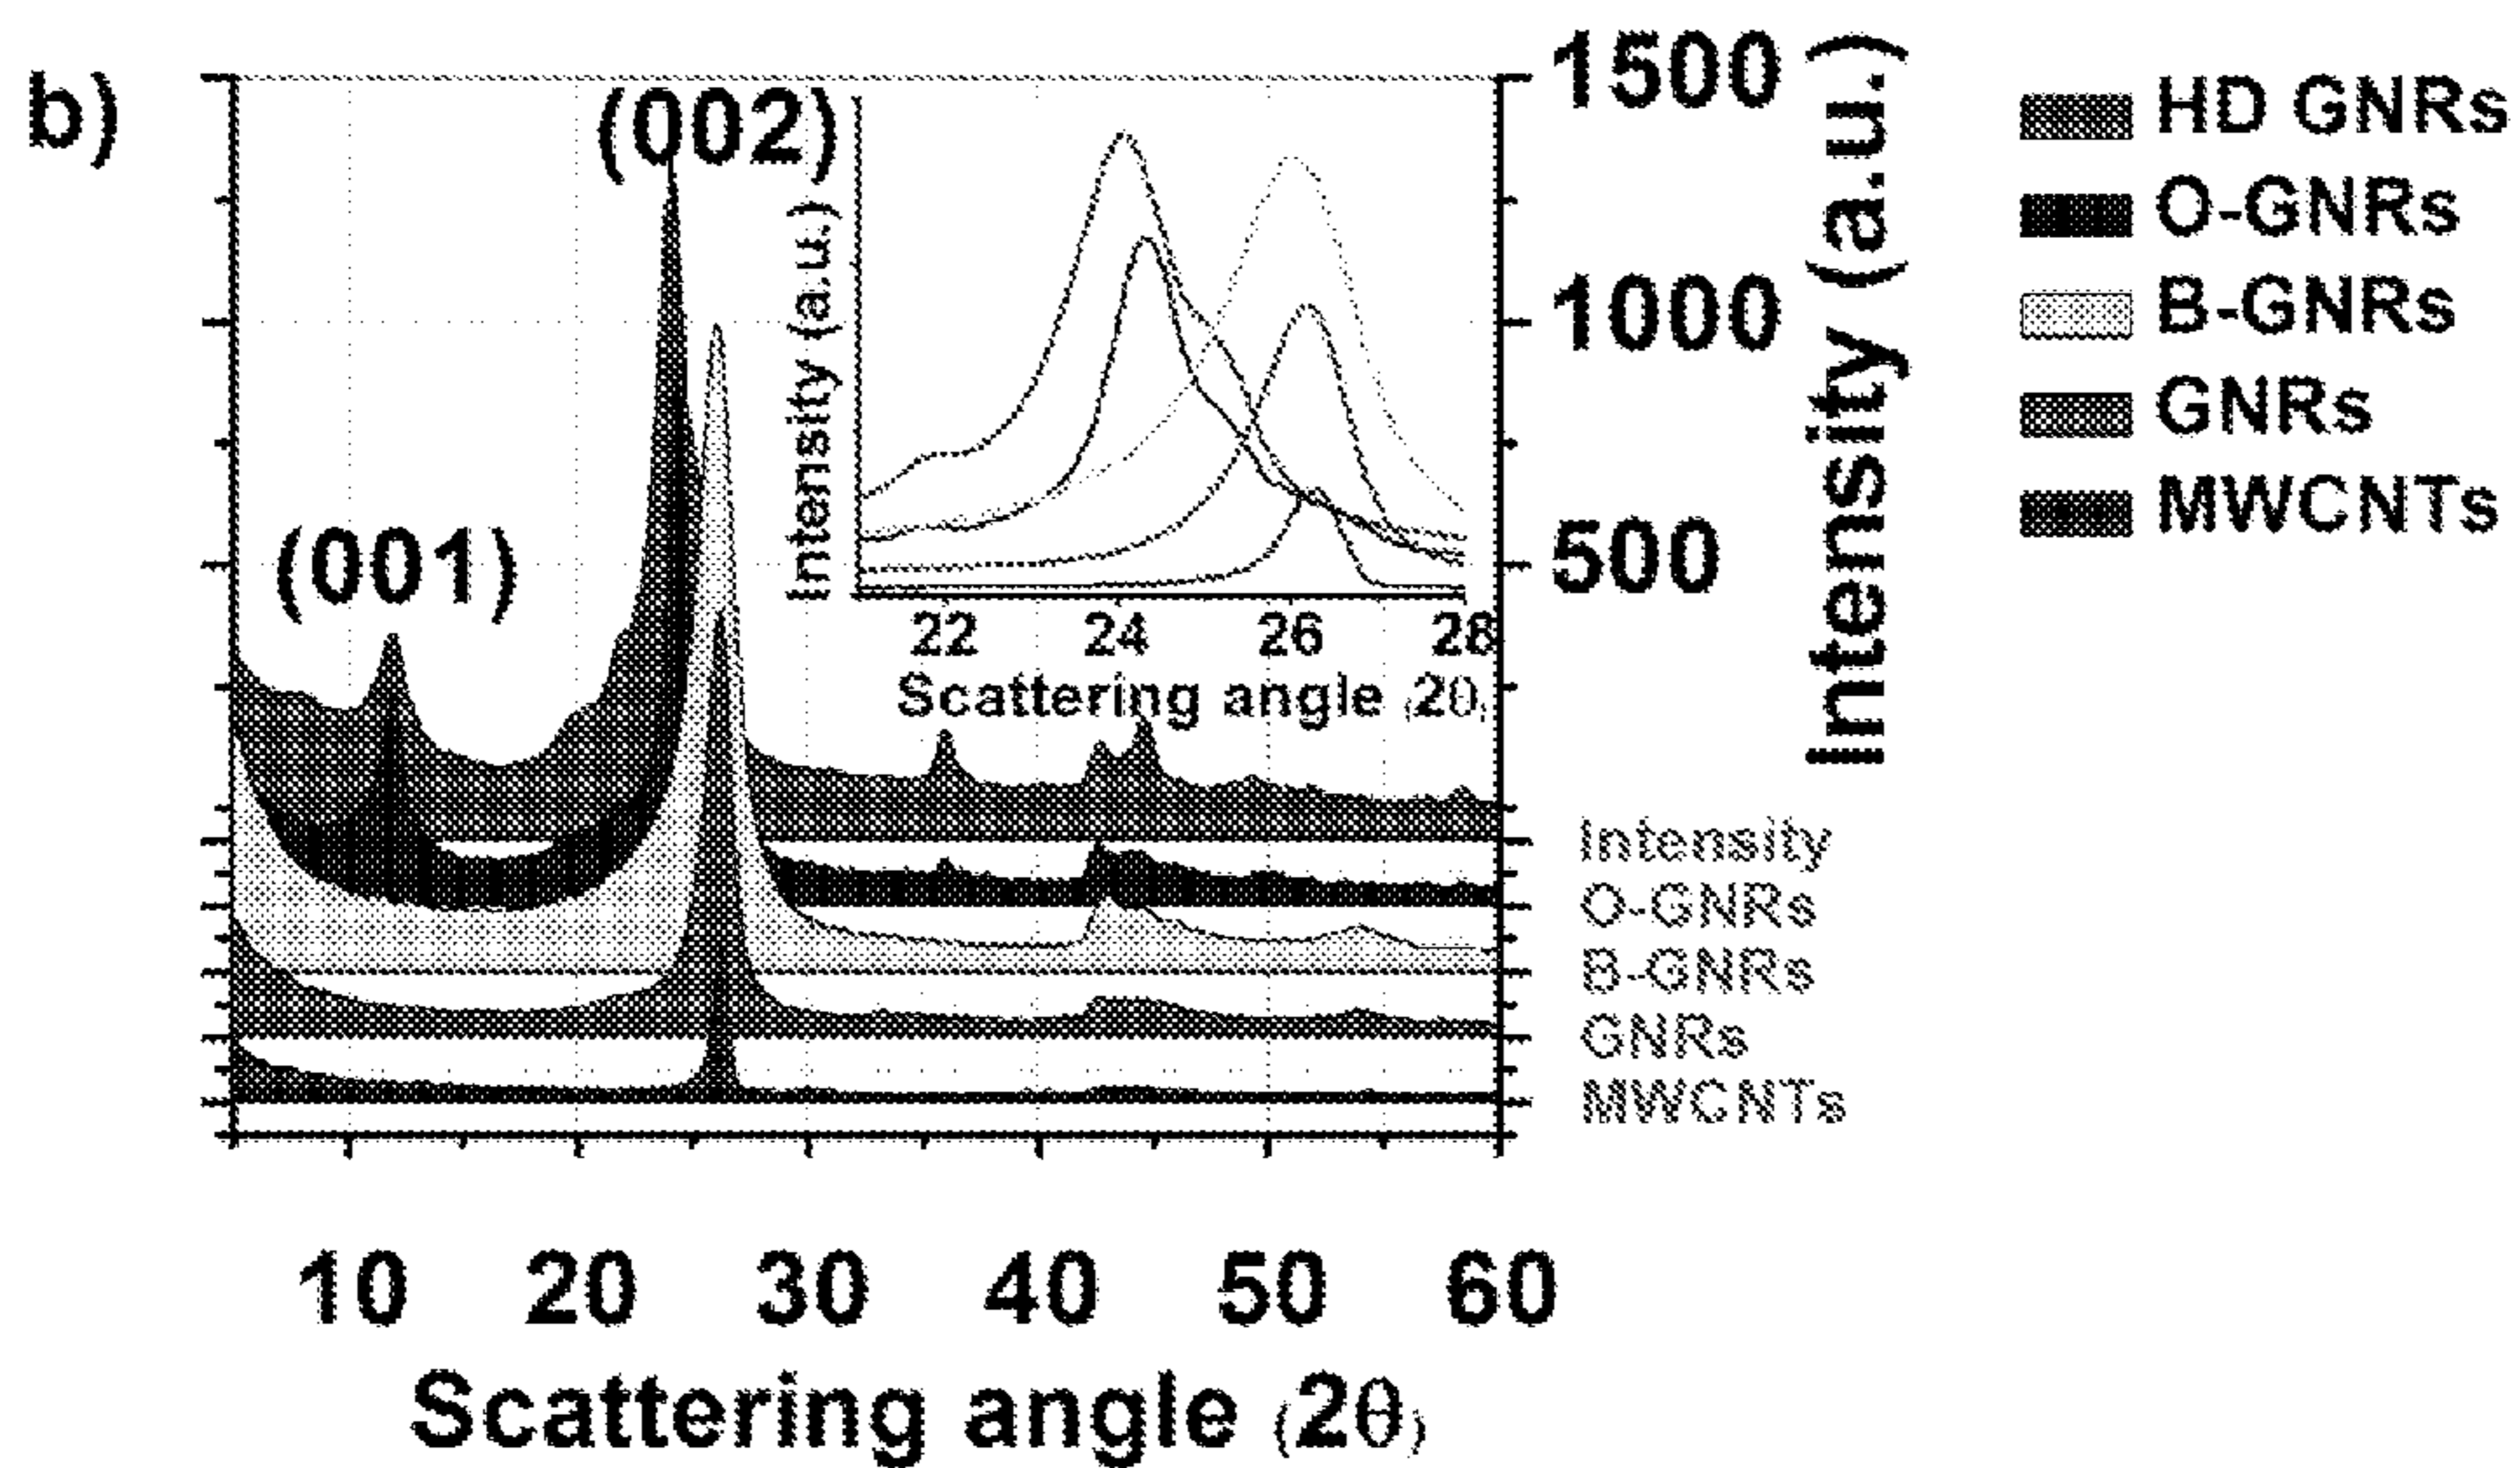 b)
(002)
(001)
Intensity (a.u.)
22 24 26 28
Scattering angle (2θ)
1500
1000
500
Intensity (a.u.)
HD GNRs
O-GNRs
B-GNRs
GNRs
MWCNTs
Intensity
O-GNRs
B-GNRs
GNRs
MWCNTs
10 20 30 40 50 60
Scattering angle (2θ)